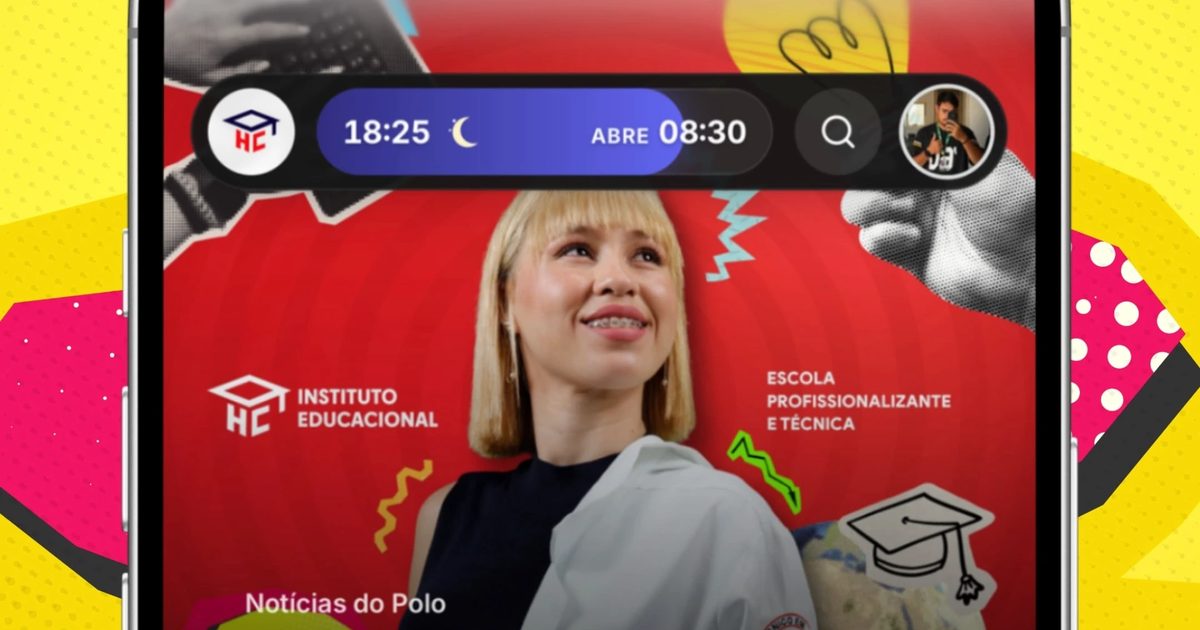 HC
18:25
ABRE 08:30
HC
INSTITUTO
EDUCACIONAL
ESCOLA
PROFISSIONALIZANTE
E TÉCNICA
Notícias do Polo